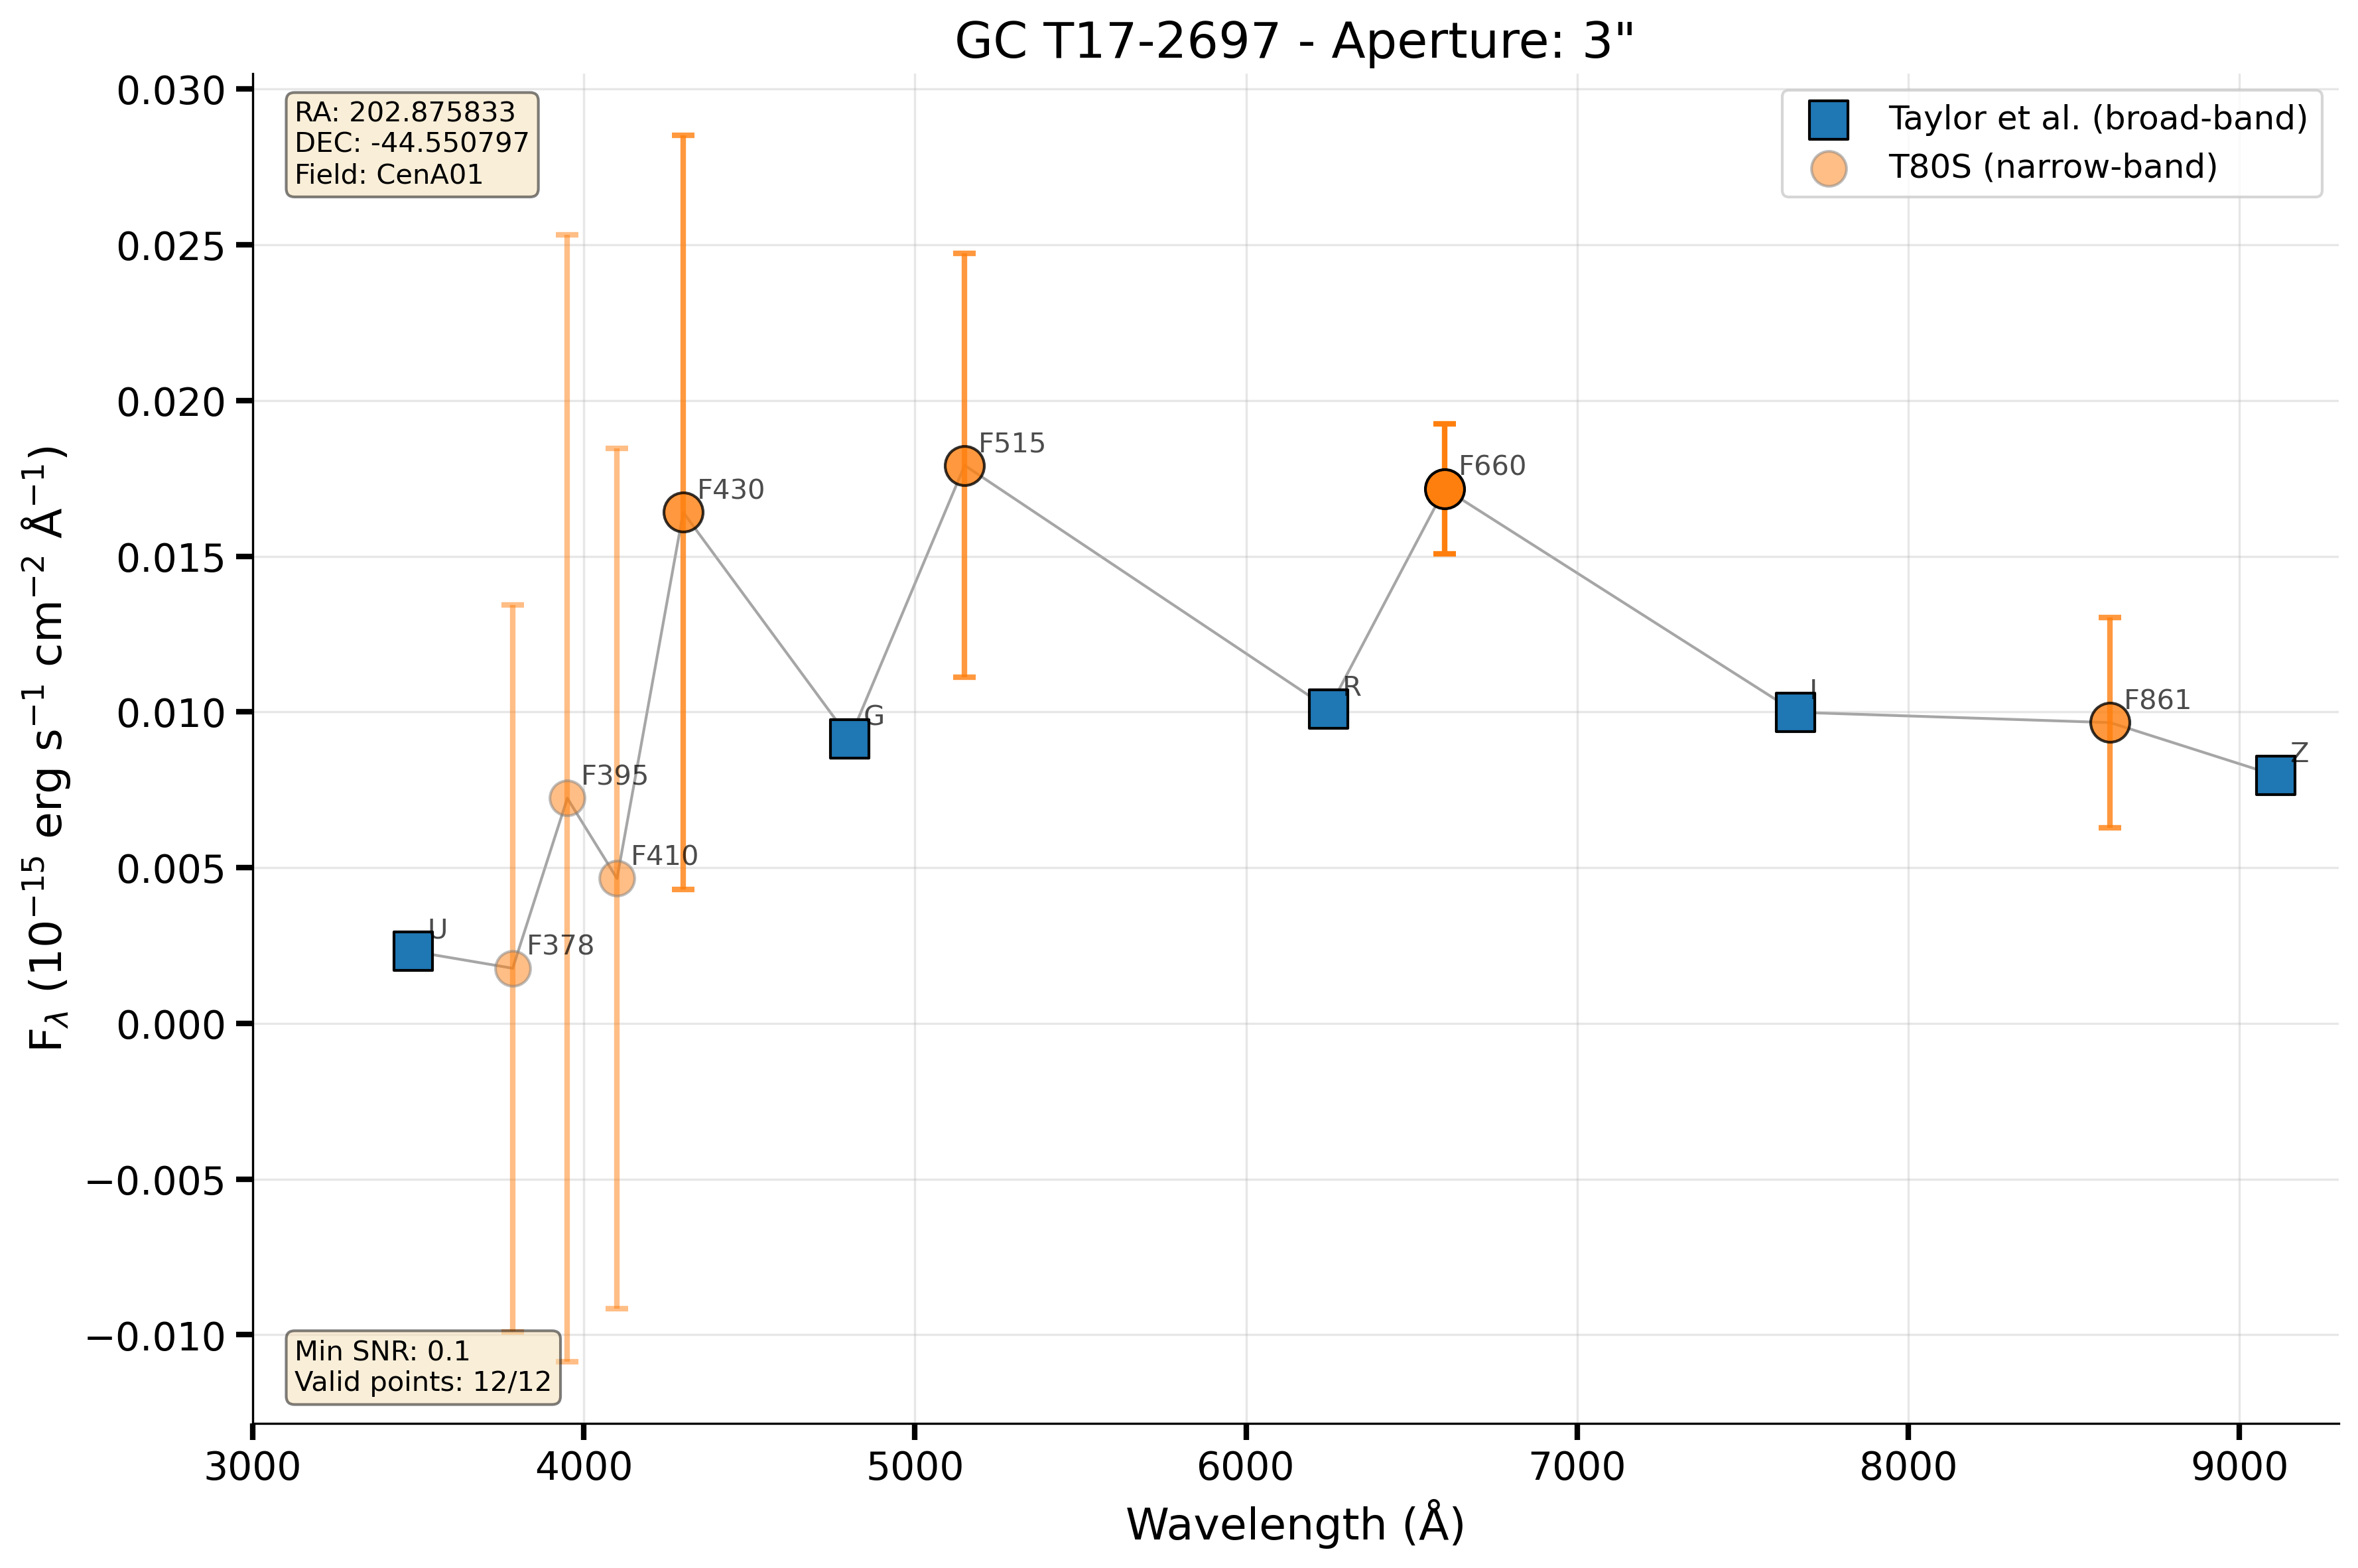 GC T17-2697 - Aperture: 3"
RA: 202.875833
DEC: -44.550797
Field: CenA01
Taylor et al. (broad-band)
T80S (narrow-band)
0.030
0.025
0.020
0.015
0.010
0.005
0.000
−0.005
−0.010
F_λ (10⁻¹⁵ erg s⁻¹ cm⁻² Å⁻¹)
U
F378
F395
F410
F430
G
F515
R
F660
I
F861
Z
Min SNR: 0.1
Valid points: 12/12
3000 4000 5000 6000 7000 8000 9000
Wavelength (Å)